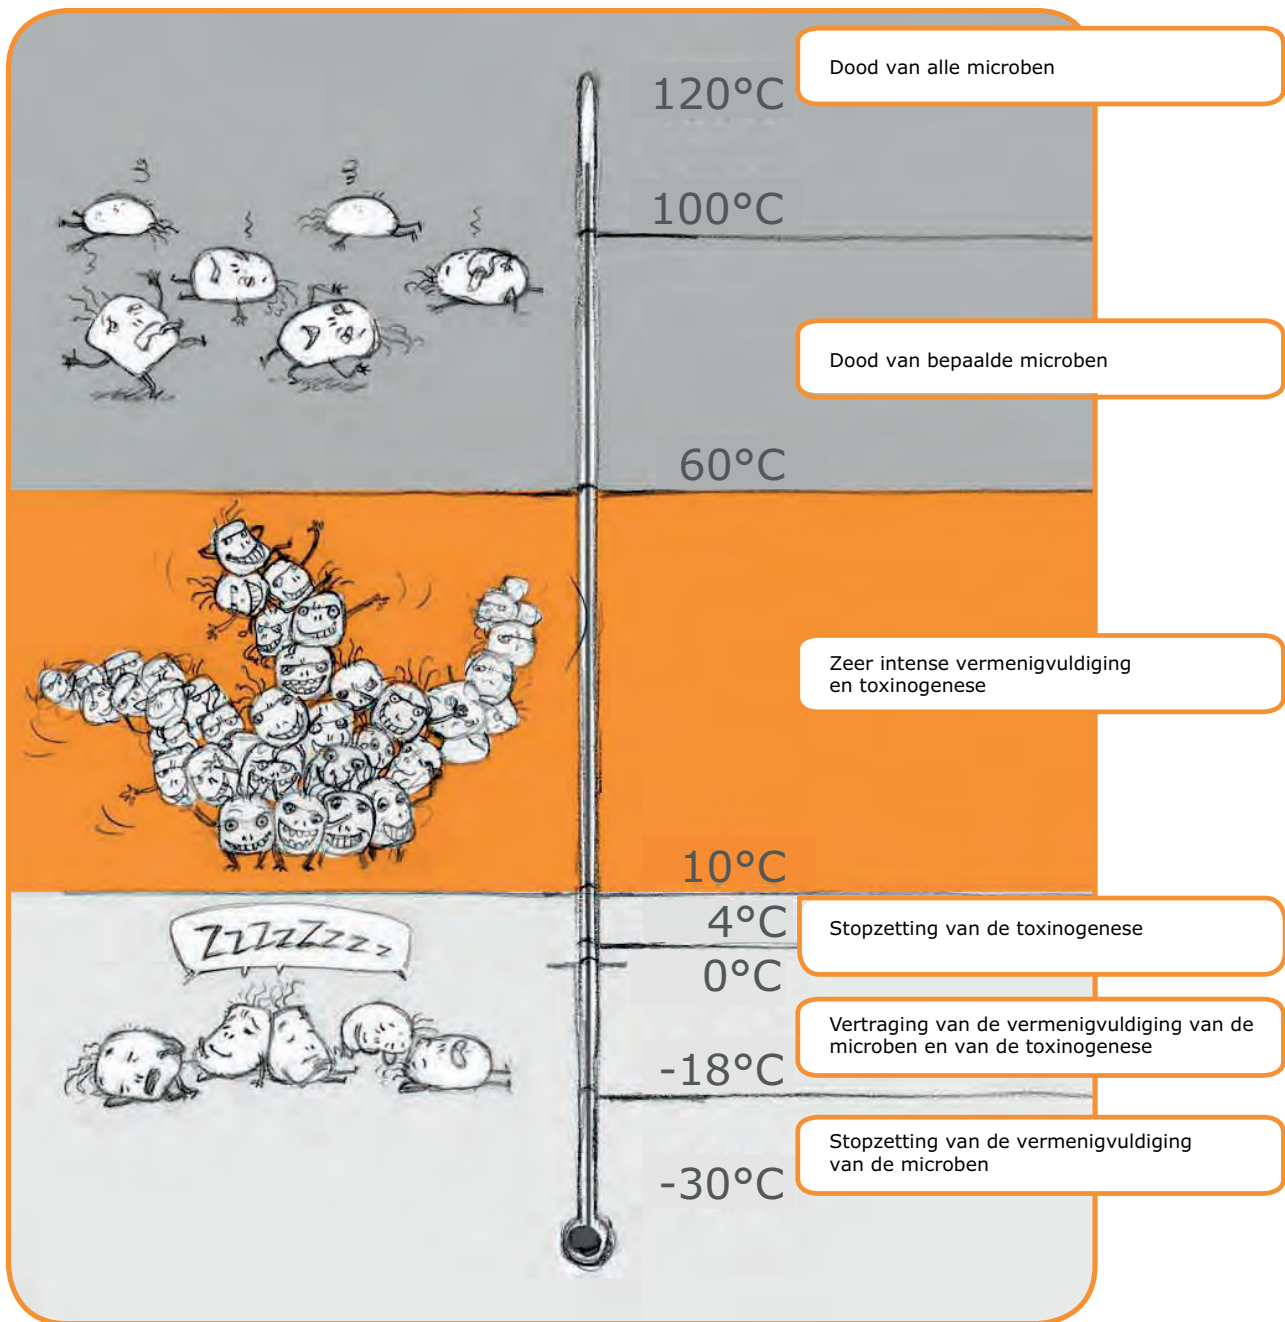 Dood van alle microben
120°C
100°C
Dood van bepaalde microben
60°C
Zeer intense vermenigvuldiging
en toxinogenese
10°C
4°C
Stopzetting van de toxinogenese
ZzZzZzzz
0°C
Vertraging van de vermenigvuldiging van de
microben en van de toxinogenese
-18°C
Stopzetting van de vermenigvuldiging
van de microben
-30°C